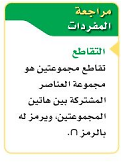 مراجعة
المفردات
التقاطع
تقاطع مجموعتين هو
مجموعة العناصر
المشتركة بين هاتين
المجموعتين، ويرمز له
بالرمز ∩.